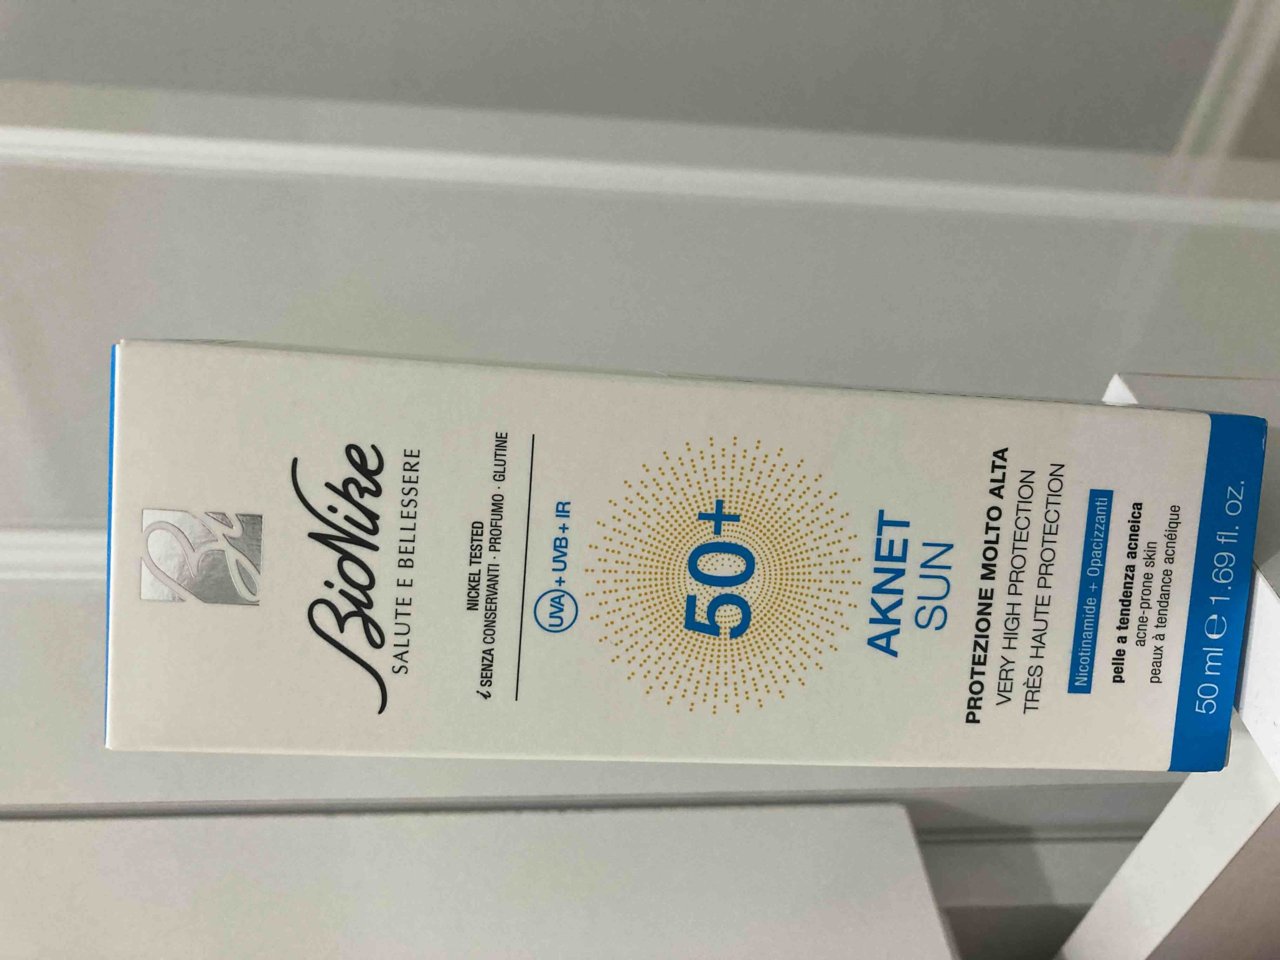 Bi
BioNike
SALUTE E BELLESSERE
NICKEL TESTED
i SENZA CONSERVANTI · PROFUMO · GLUTINE
UVA + UVB + IR
50+
AKNET
SUN
PROTEZIONE MOLTO ALTA
VERY HIGH PROTECTION
TRÈS HAUTE PROTECTION
Nicotinamide + Opacizzanti
pelle a tendenza acneica
acne-prone skin
peaux à tendance acnéique
50 ml ℮ 1.69 fl. oz.